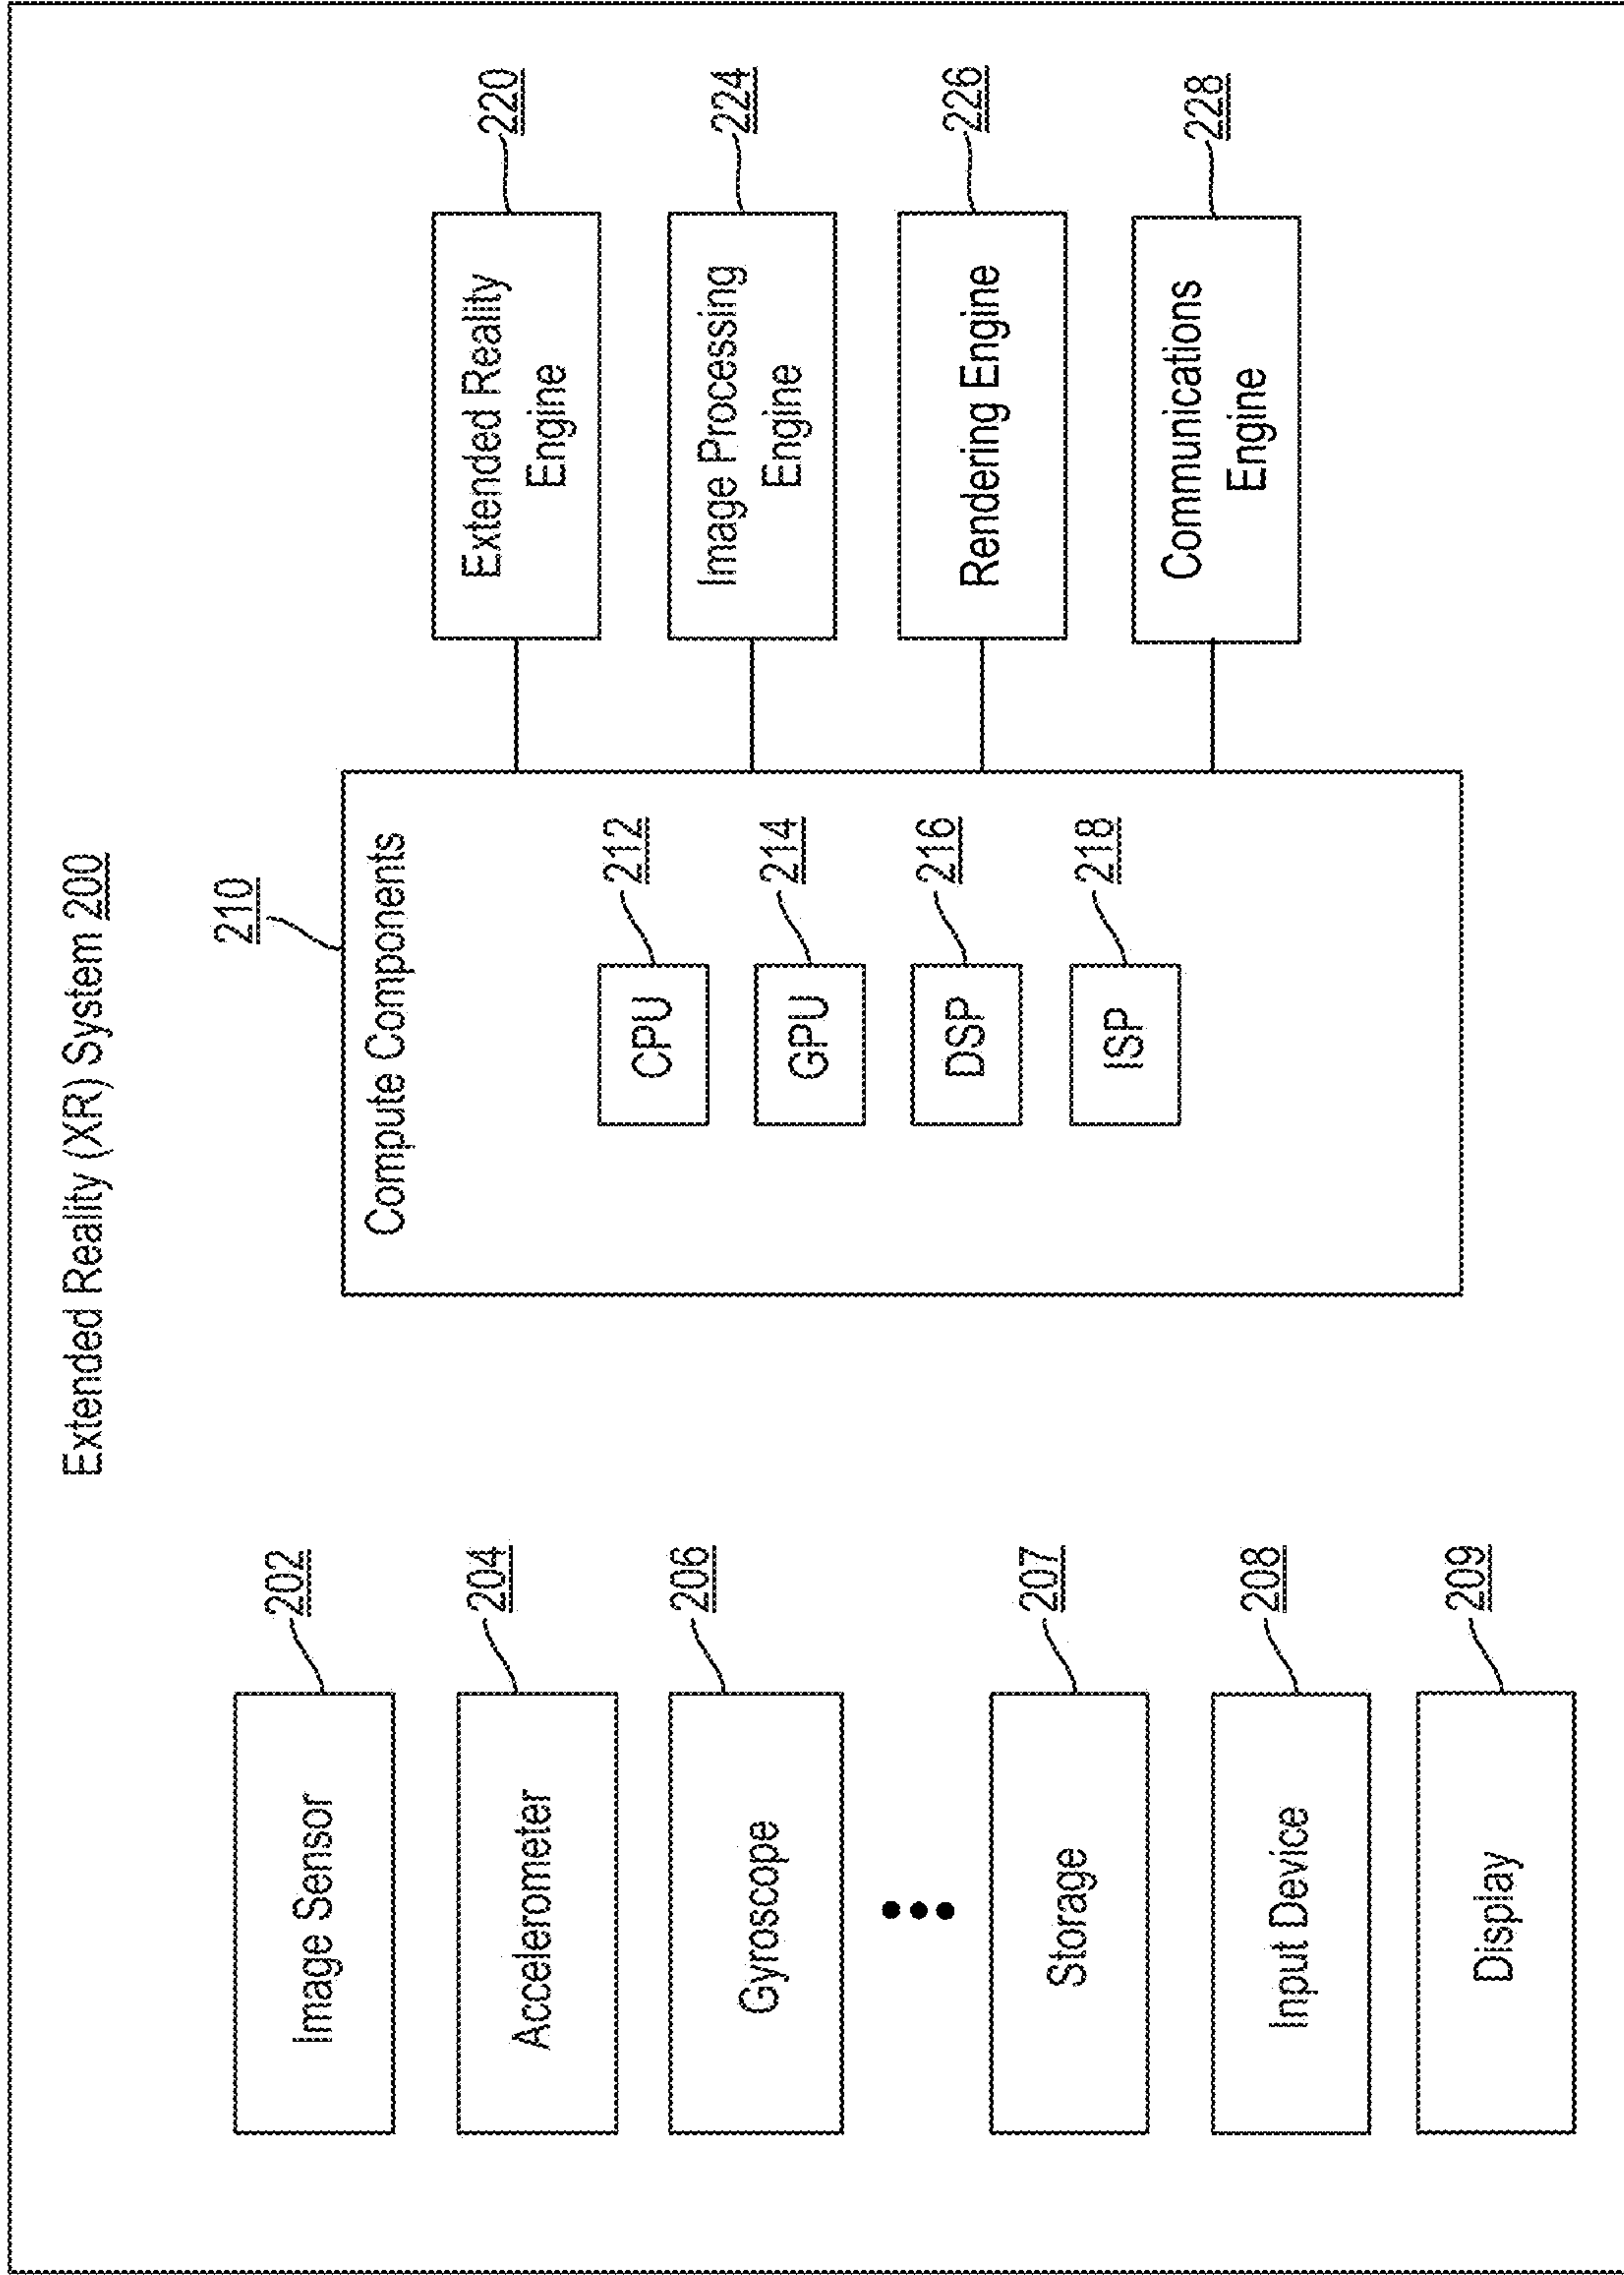 Extended Reality (XR) System 200
Image Sensor
202
Accelerometer
204
Gyroscope
206
Storage
207
Input Device
208
Display
209
210
Compute Components
CPU
212
GPU
214
DSP
216
ISP
218
Extended Reality
Engine
220
Image Processing
Engine
224
Rendering Engine
226
Communications
Engine
228